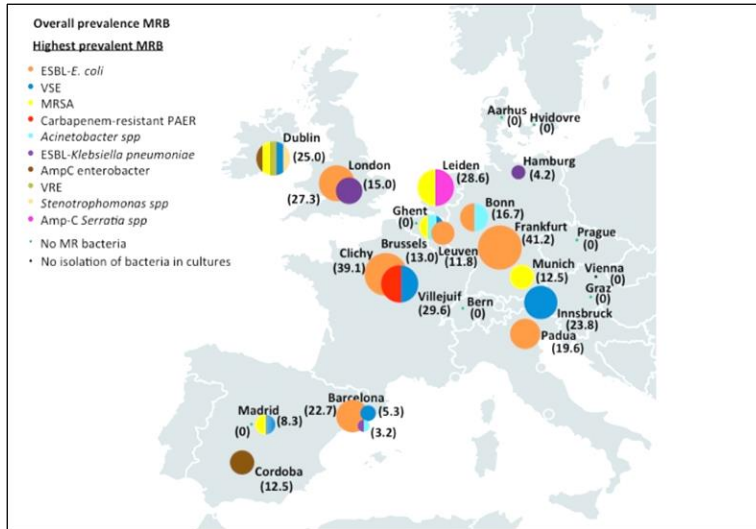 Overall prevalence MRB
Highest prevalent MRB
ESBL-E. coli
VSE
MRSA
Carbapenem-resistant PAER
Acinetobacter spp
ESBL-Klebsiella pneumoniae
AmpC enterobacter
VRE
Stenotrophomonas spp
Amp-C Serratia spp
No MR bacteria
No isolation of bacteria in cultures
Aarhus
(0)
Hvidovre
(0)
Dublin
(25.0)
London
(15.0)
(27.3)
Leiden
(28.6)
Hamburg
(4.2)
Ghent
(0)
Bonn
(16.7)
Frankfurt
(41.2)
Prague
(0)
Brussels
(13.0)
Leuven
(11.8)
Clichy
(39.1)
Munich
(12.5)
Vienna
(0)
Graz
(0)
Villejuif
(29.6)
Bern
(0)
Innsbruck
(23.8)
Padua
(19.6)
Barcelona
(22.7)
(5.3)
(3.2)
Madrid
(8.3)
(0)
Cordoba
(12.5)